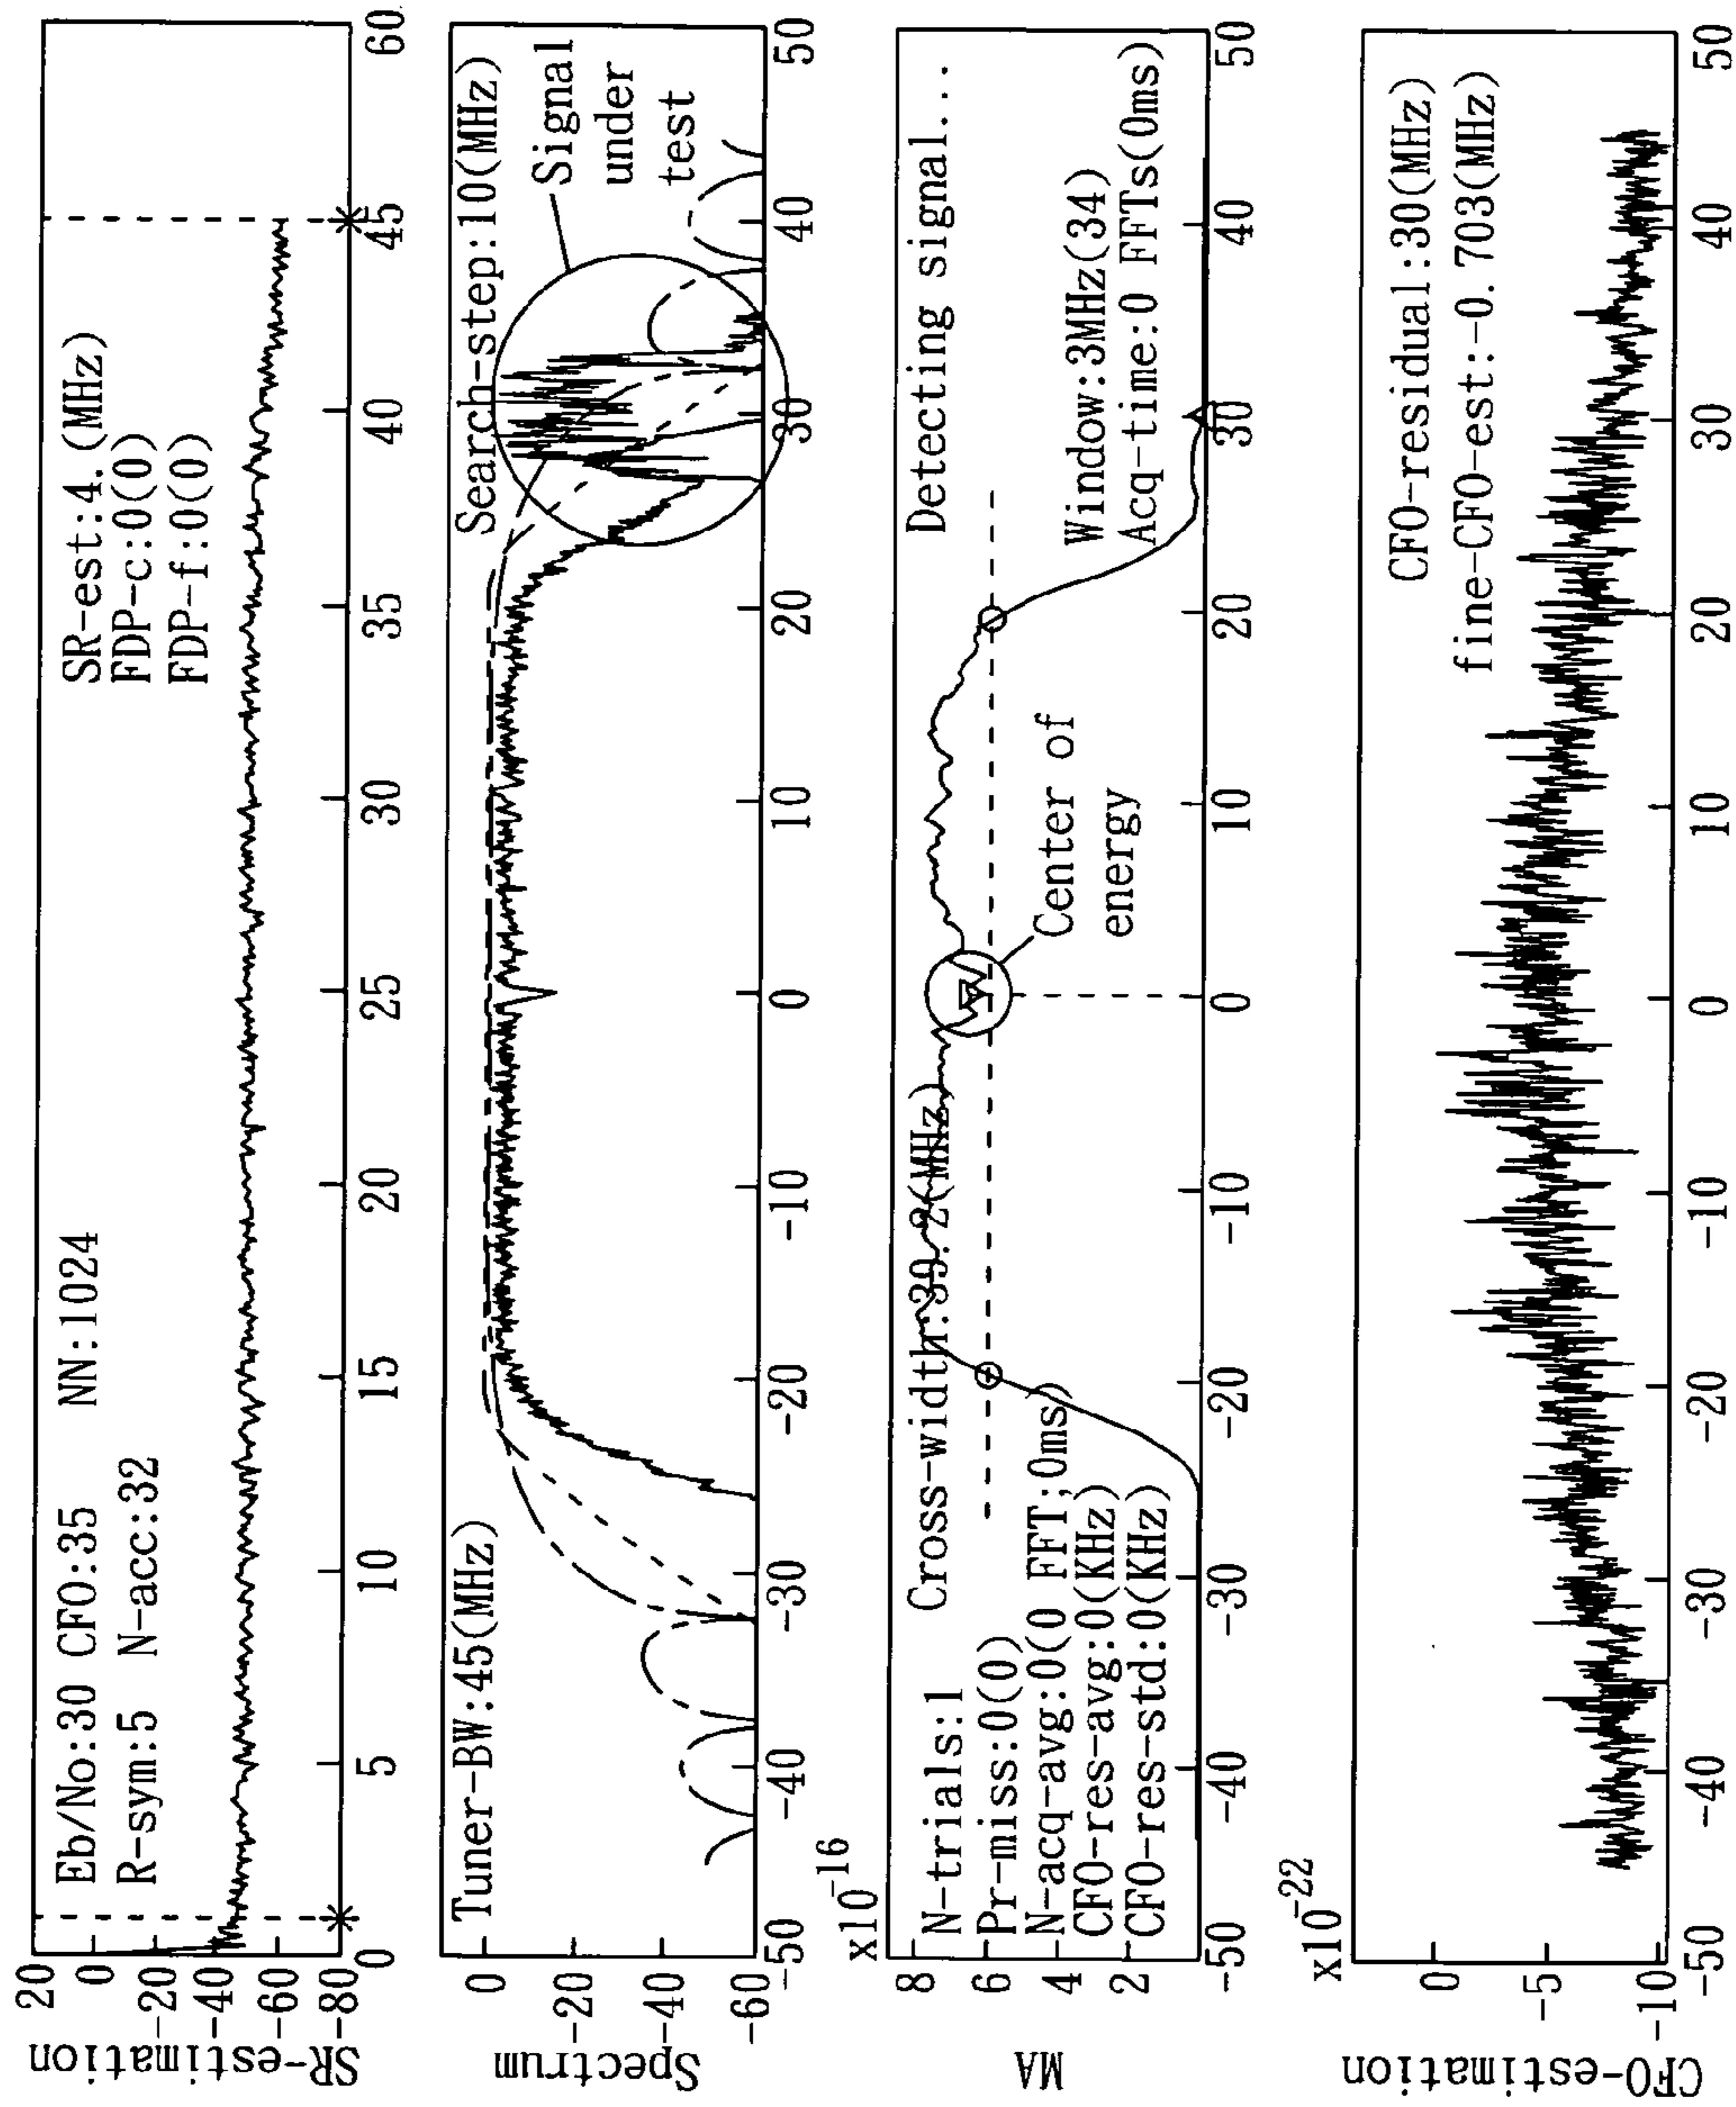 SR-estimation
20
0
-20
-40
-60
-80
Eb/No:30 CFO:35 NN:1024
R-sym:5 N-acc:32
SR-est:4.(MHz)
FDP-c:0(0)
FDP-f:0(0)
0 5 10 15 20 25 30 35 40 45 60
Spectrum
0
-20
-40
-60
Tuner-BW:45(MHz)
Search-step:10(MHz)
Signal
under
test
-50 -40 -30 -20 -10 0 10 20 30 40 50
MA
x10-16
8
6
4
2
N-trials:1 Cross-width:39.2(MHz)
Pr-miss:0(0)
N-acq-avg:0(0 FFT;0ms)
CFO-res-avg:0(KHz)
CFO-res-std:0(KHz)
Center of
energy
Detecting signal...
Window:3MHz(34)
Acq-time:0 FFTs(0ms)
-50 -40 -30 -20 -10 0 10 20 30 40 50
CFO-estimation
x10-22
0
-5
-10
CFO-residual:30(MHz)
fine-CFO-est:-0.703(MHz)
-50 -40 -30 -20 -10 0 10 20 30 40 50